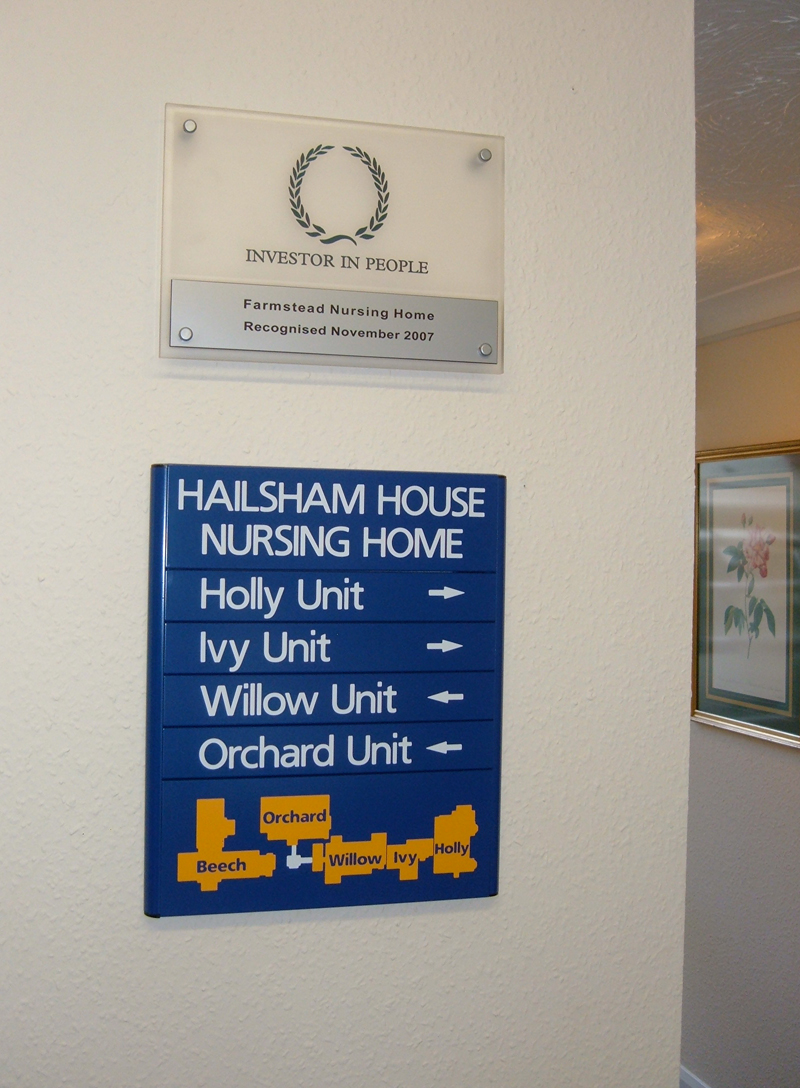 INVESTOR IN PEOPLE
Farmstead Nursing Home
Recognised November 2007
HAILSHAM HOUSE
NURSING HOME
Holly Unit →
Ivy Unit →
Willow Unit ←
Orchard Unit ←
Orchard
Beech
Willow
Ivy
Holly